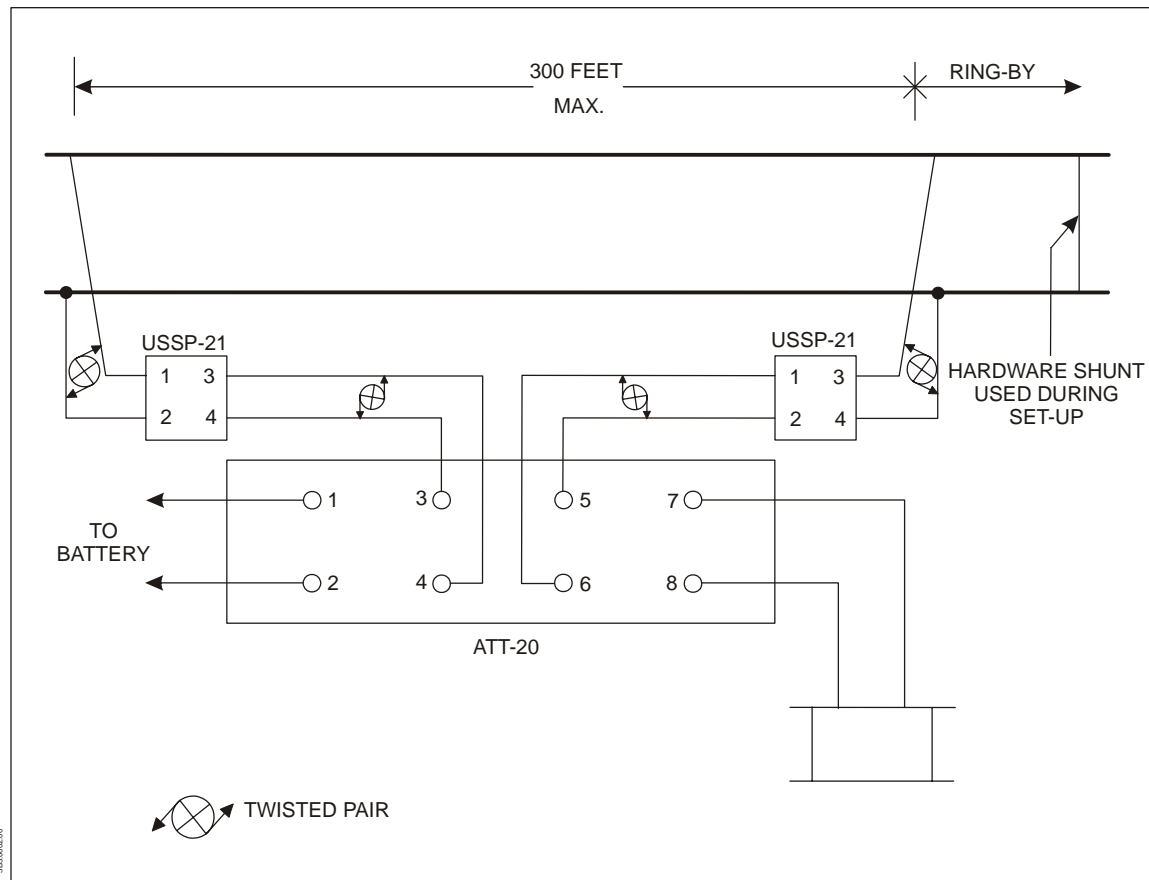 300 FEET
MAX.
RING-BY
USSP-21
1 3
2 4
USSP-21
1 3
2 4
HARDWARE SHUNT
USED DURING
SET-UP
TO
BATTERY
1 3 5 7
2 4 6 8
ATT-20
TWISTED PAIR